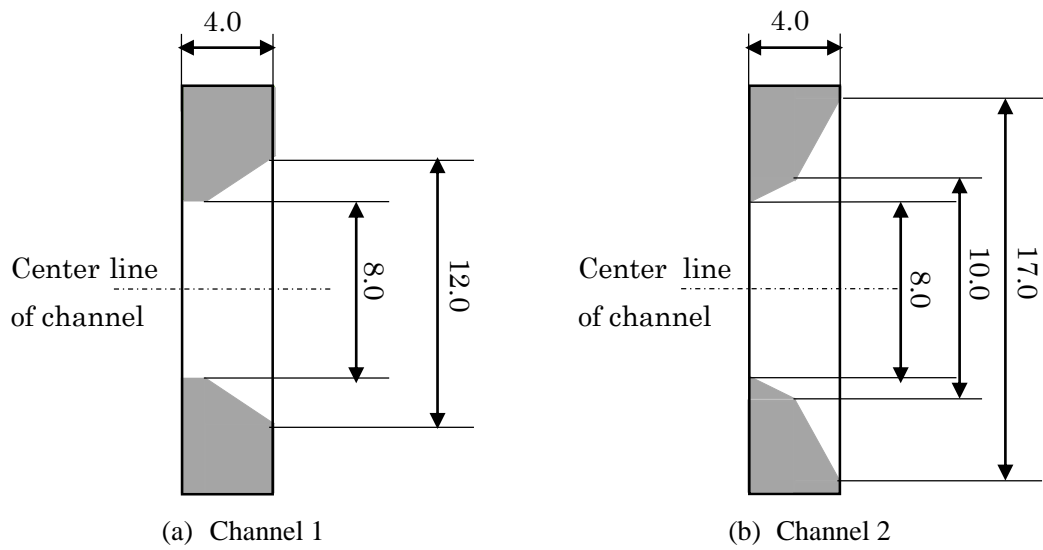 4.0
Center line
of channel
8.0
12.0
(a) Channel 1
4.0
Center line
of channel
8.0
10.0
17.0
(b) Channel 2